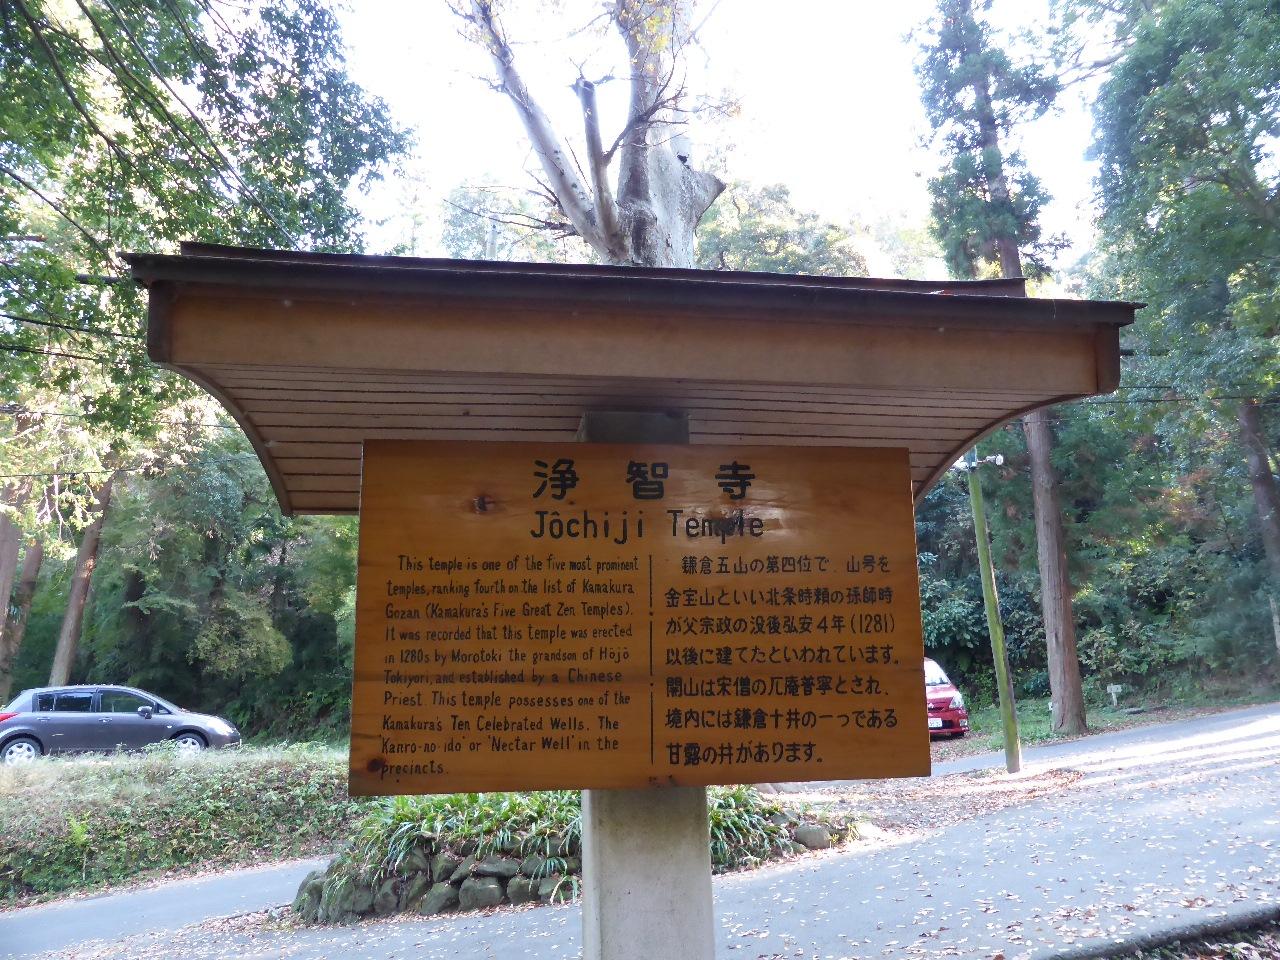 浄智寺
Jôchiji Temple
This temple is one of the five most prominent
temples, ranking fourth on the list of Kamakura
Gozan (Kamakura's Five Great Zen Temples).
It was recorded that this temple was erected
in 1280s by Morotoki the grandson of Hōjō
Tokiyori, and established by a Chinese
Priest. This temple possesses one of the
Kamakura's Ten Celebrated Wells. The
'Kanro-no-ido' or 'Nectar Well' in the
precincts.
鎌倉五山の第四位で、山号を
金宝山といい北条時頼の孫師時
が父宗政の没後弘安4年(1281)
以後に建てたといわれています。
開山は宋僧の兀庵普寧とされ、
境内には鎌倉十井の一つである
甘露の井があります。